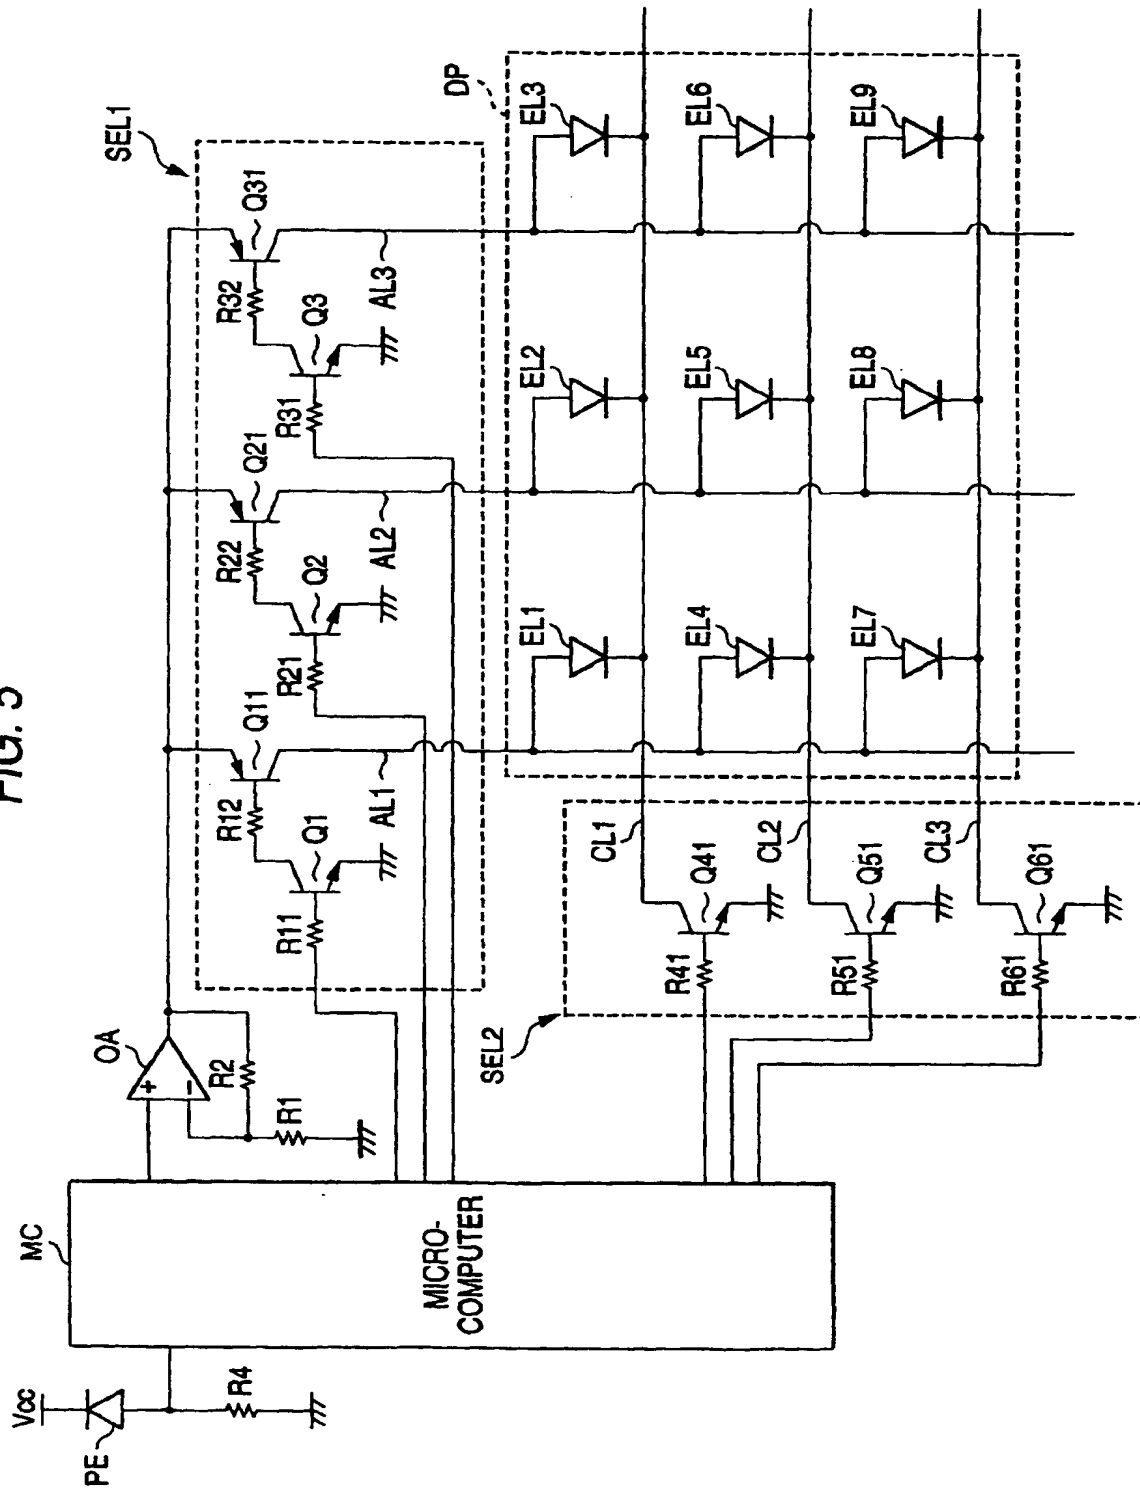 FIG.
Vcc
MC
PE
OA
SEL1
+
−
R4
R2
R1
R12
Q11
R22
Q21
R32
Q31
R11
Q1
R21
Q2
R31
Q3
AL1
AL2
AL3
MICRO-
COMPUTER
DP
SEL2
EL1
EL2
EL3
CL1
R41
Q41
EL4
EL5
EL6
CL2
R51
Q51
EL7
EL8
EL9
CL3
R61
Q61